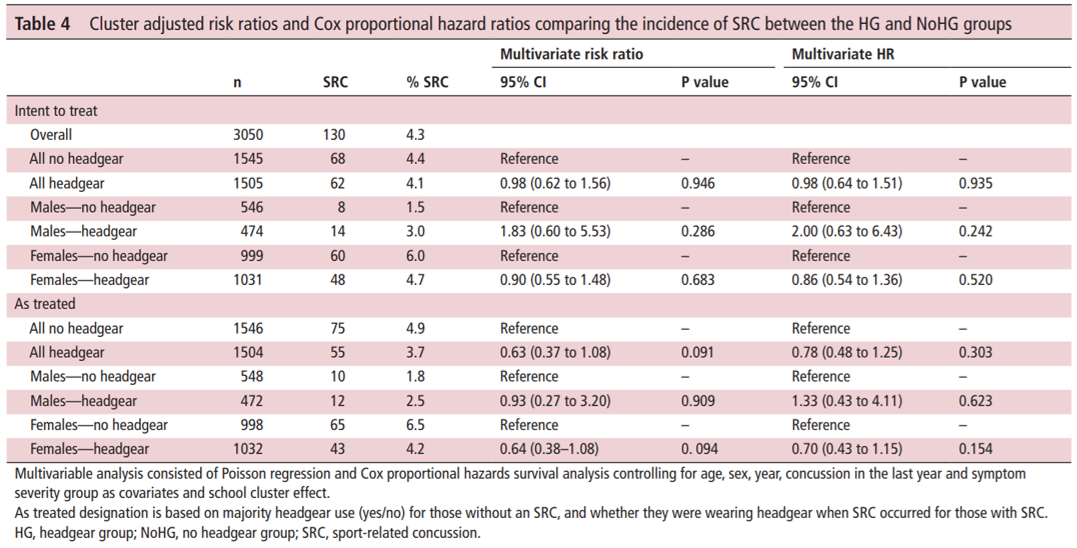 Table 4 Cluster adjusted risk ratios and Cox proportional hazard ratios comparing the incidence of SRC between the HG and NoHG groups
Multivariate risk ratio Multivariate HR
n SRC % SRC 95% CI P value 95% CI P value
Intent to treat
Overall 3050 130 4.3
All no headgear 1545 68 4.4 Reference – Reference –
All headgear 1505 62 4.1 0.98 (0.62 to 1.56) 0.946 0.98 (0.64 to 1.51) 0.935
Males—no headgear 546 8 1.5 Reference – Reference –
Males—headgear 474 14 3.0 1.83 (0.60 to 5.53) 0.286 2.00 (0.63 to 6.43) 0.242
Females—no headgear 999 60 6.0 Reference – Reference –
Females—headgear 1031 48 4.7 0.90 (0.55 to 1.48) 0.683 0.86 (0.54 to 1.36) 0.520
As treated
All no headgear 1546 75 4.9 Reference – Reference –
All headgear 1504 55 3.7 0.63 (0.37 to 1.08) 0.091 0.78 (0.48 to 1.25) 0.303
Males—no headgear 548 10 1.8 Reference – Reference –
Males—headgear 472 12 2.5 0.93 (0.27 to 3.20) 0.909 1.33 (0.43 to 4.11) 0.623
Females—no headgear 998 65 6.5 Reference – Reference –
Females—headgear 1032 43 4.2 0.64 (0.38–1.08) 0. 094 0.70 (0.43 to 1.15) 0.154
Multivariable analysis consisted of Poisson regression and Cox proportional hazards survival analysis controlling for age, sex, year, concussion in the last year and symptom
severity group as covariates and school cluster effect.
As treated designation is based on majority headgear use (yes/no) for those without an SRC, and whether they were wearing headgear when SRC occurred for those with SRC.
HG, headgear group; NoHG, no headgear group; SRC, sport-related concussion.